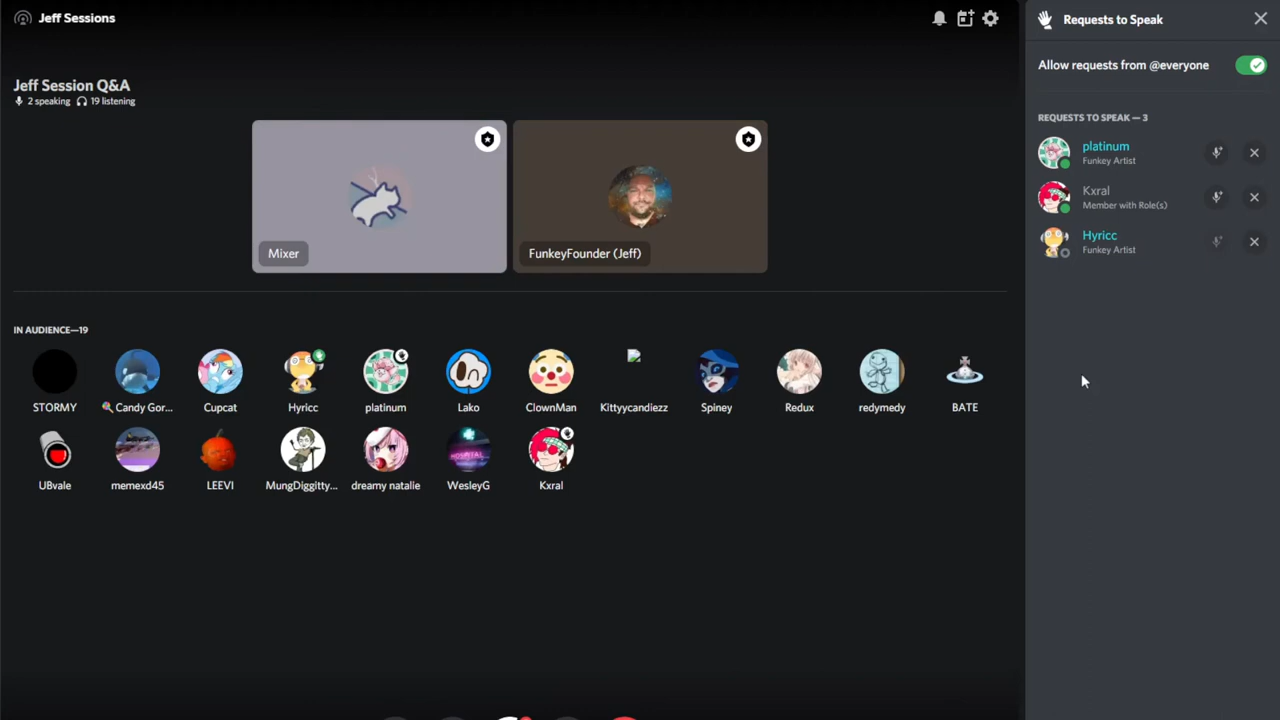 Jeff Sessions
Jeff Session Q&A
2 speaking 19 listening
Mixer
FunkeyFounder (Jeff)
IN AUDIENCE—19
STORMY
Candy Gor...
Cupcat
Hyricc
platinum
Lako
ClownMan
Kittyycandiezz
Spiney
Redux
redymedy
BATE
UBvale
memexd45
LEEVI
MungDiggitty...
dreamy natalie
WesleyG
Kxral
Requests to Speak
Allow requests from @everyone
REQUESTS TO SPEAK — 3
platinum
Funkey Artist
Kxral
Member with Role(s)
Hyricc
Funkey Artist